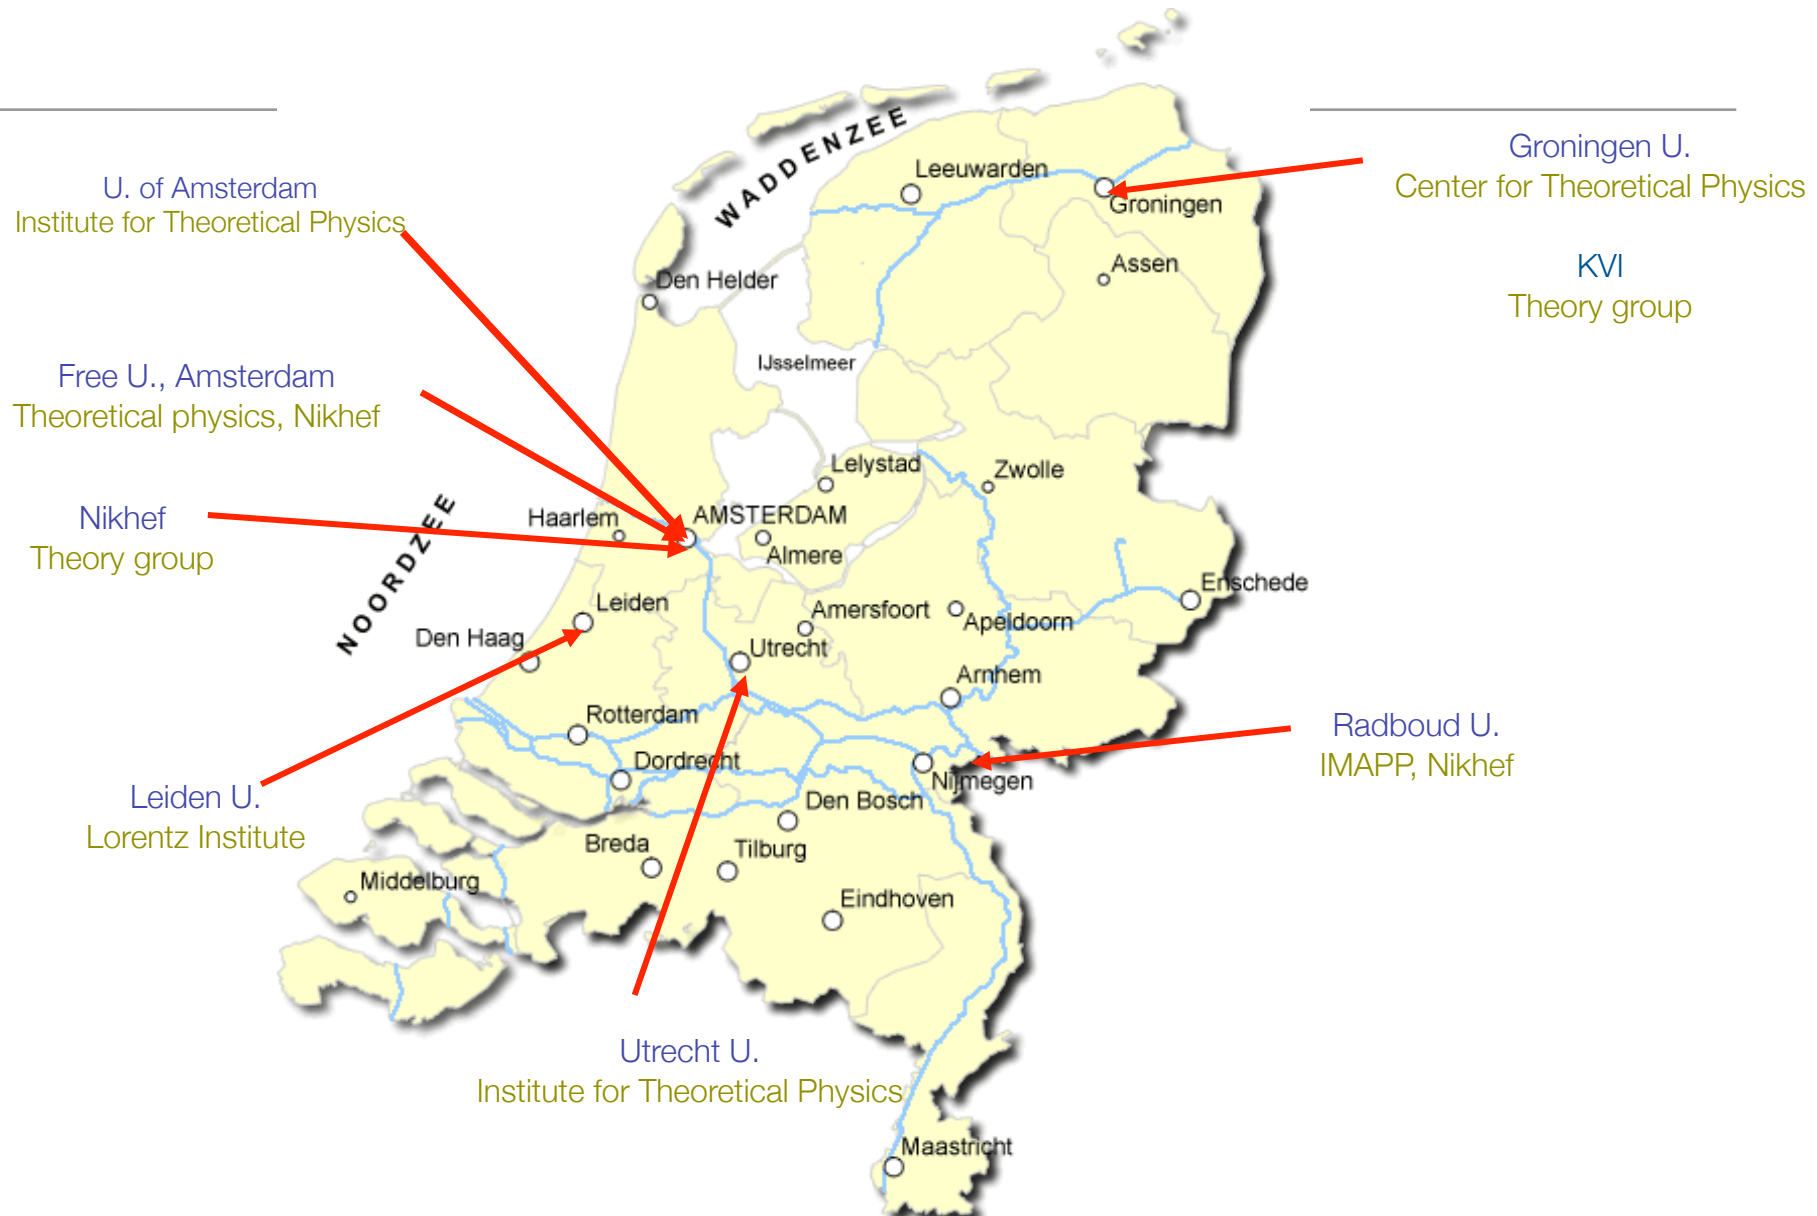 WADDENZEE
Groningen U.
Center for Theoretical Physics
Leeuwarden
U. of Amsterdam
Institute for Theoretical Physics
Groningen
Assen
KVI
Theory group
Den Helder
IJsselmeer
Free U., Amsterdam
Theoretical physics, Nikhef
Lelystad
Zwolle
NOORDZEE
Nikhef
Theory group
Haarlem
AMSTERDAM
Almere
Enschede
Leiden
Amersfoort
Apeldoorn
Den Haag
Utrecht
Arnhem
Rotterdam
Radboud U.
IMAPP, Nikhef
Dordrecht
Nijmegen
Leiden U.
Lorentz Institute
Den Bosch
Breda
Tilburg
Middelburg
Eindhoven
Utrecht U.
Institute for Theoretical Physics
Maastricht